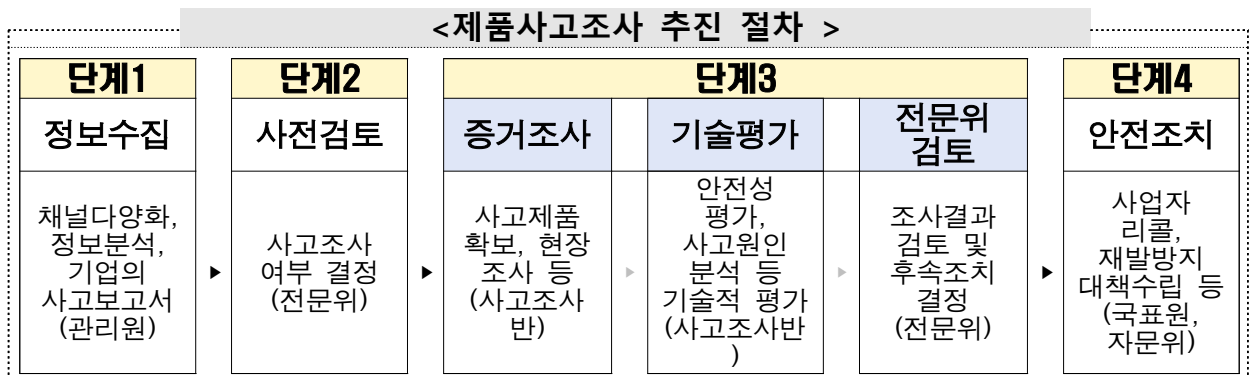 <제품사고조사 추진 절차 >
단계1
정보수집
채널다양화,
정보분석,
기업의
사고보고서
(관리원)
▶
단계2
사전검토
사고조사
여부 결정
(전문위)
▶
단계3
증거조사
사고제품
확보, 현장
조사 등
(사고조사
반)
▶
기술평가
안전성
평가,
사고원인
분석 등
기술적 평가
(사고조사반
)
▶
전문위
검토
조사결과
검토 및
후속조치
결정
(전문위)
▶
단계4
안전조치
사업자
리콜,
재발방지
대책수립 등
(국표원,
자문위)